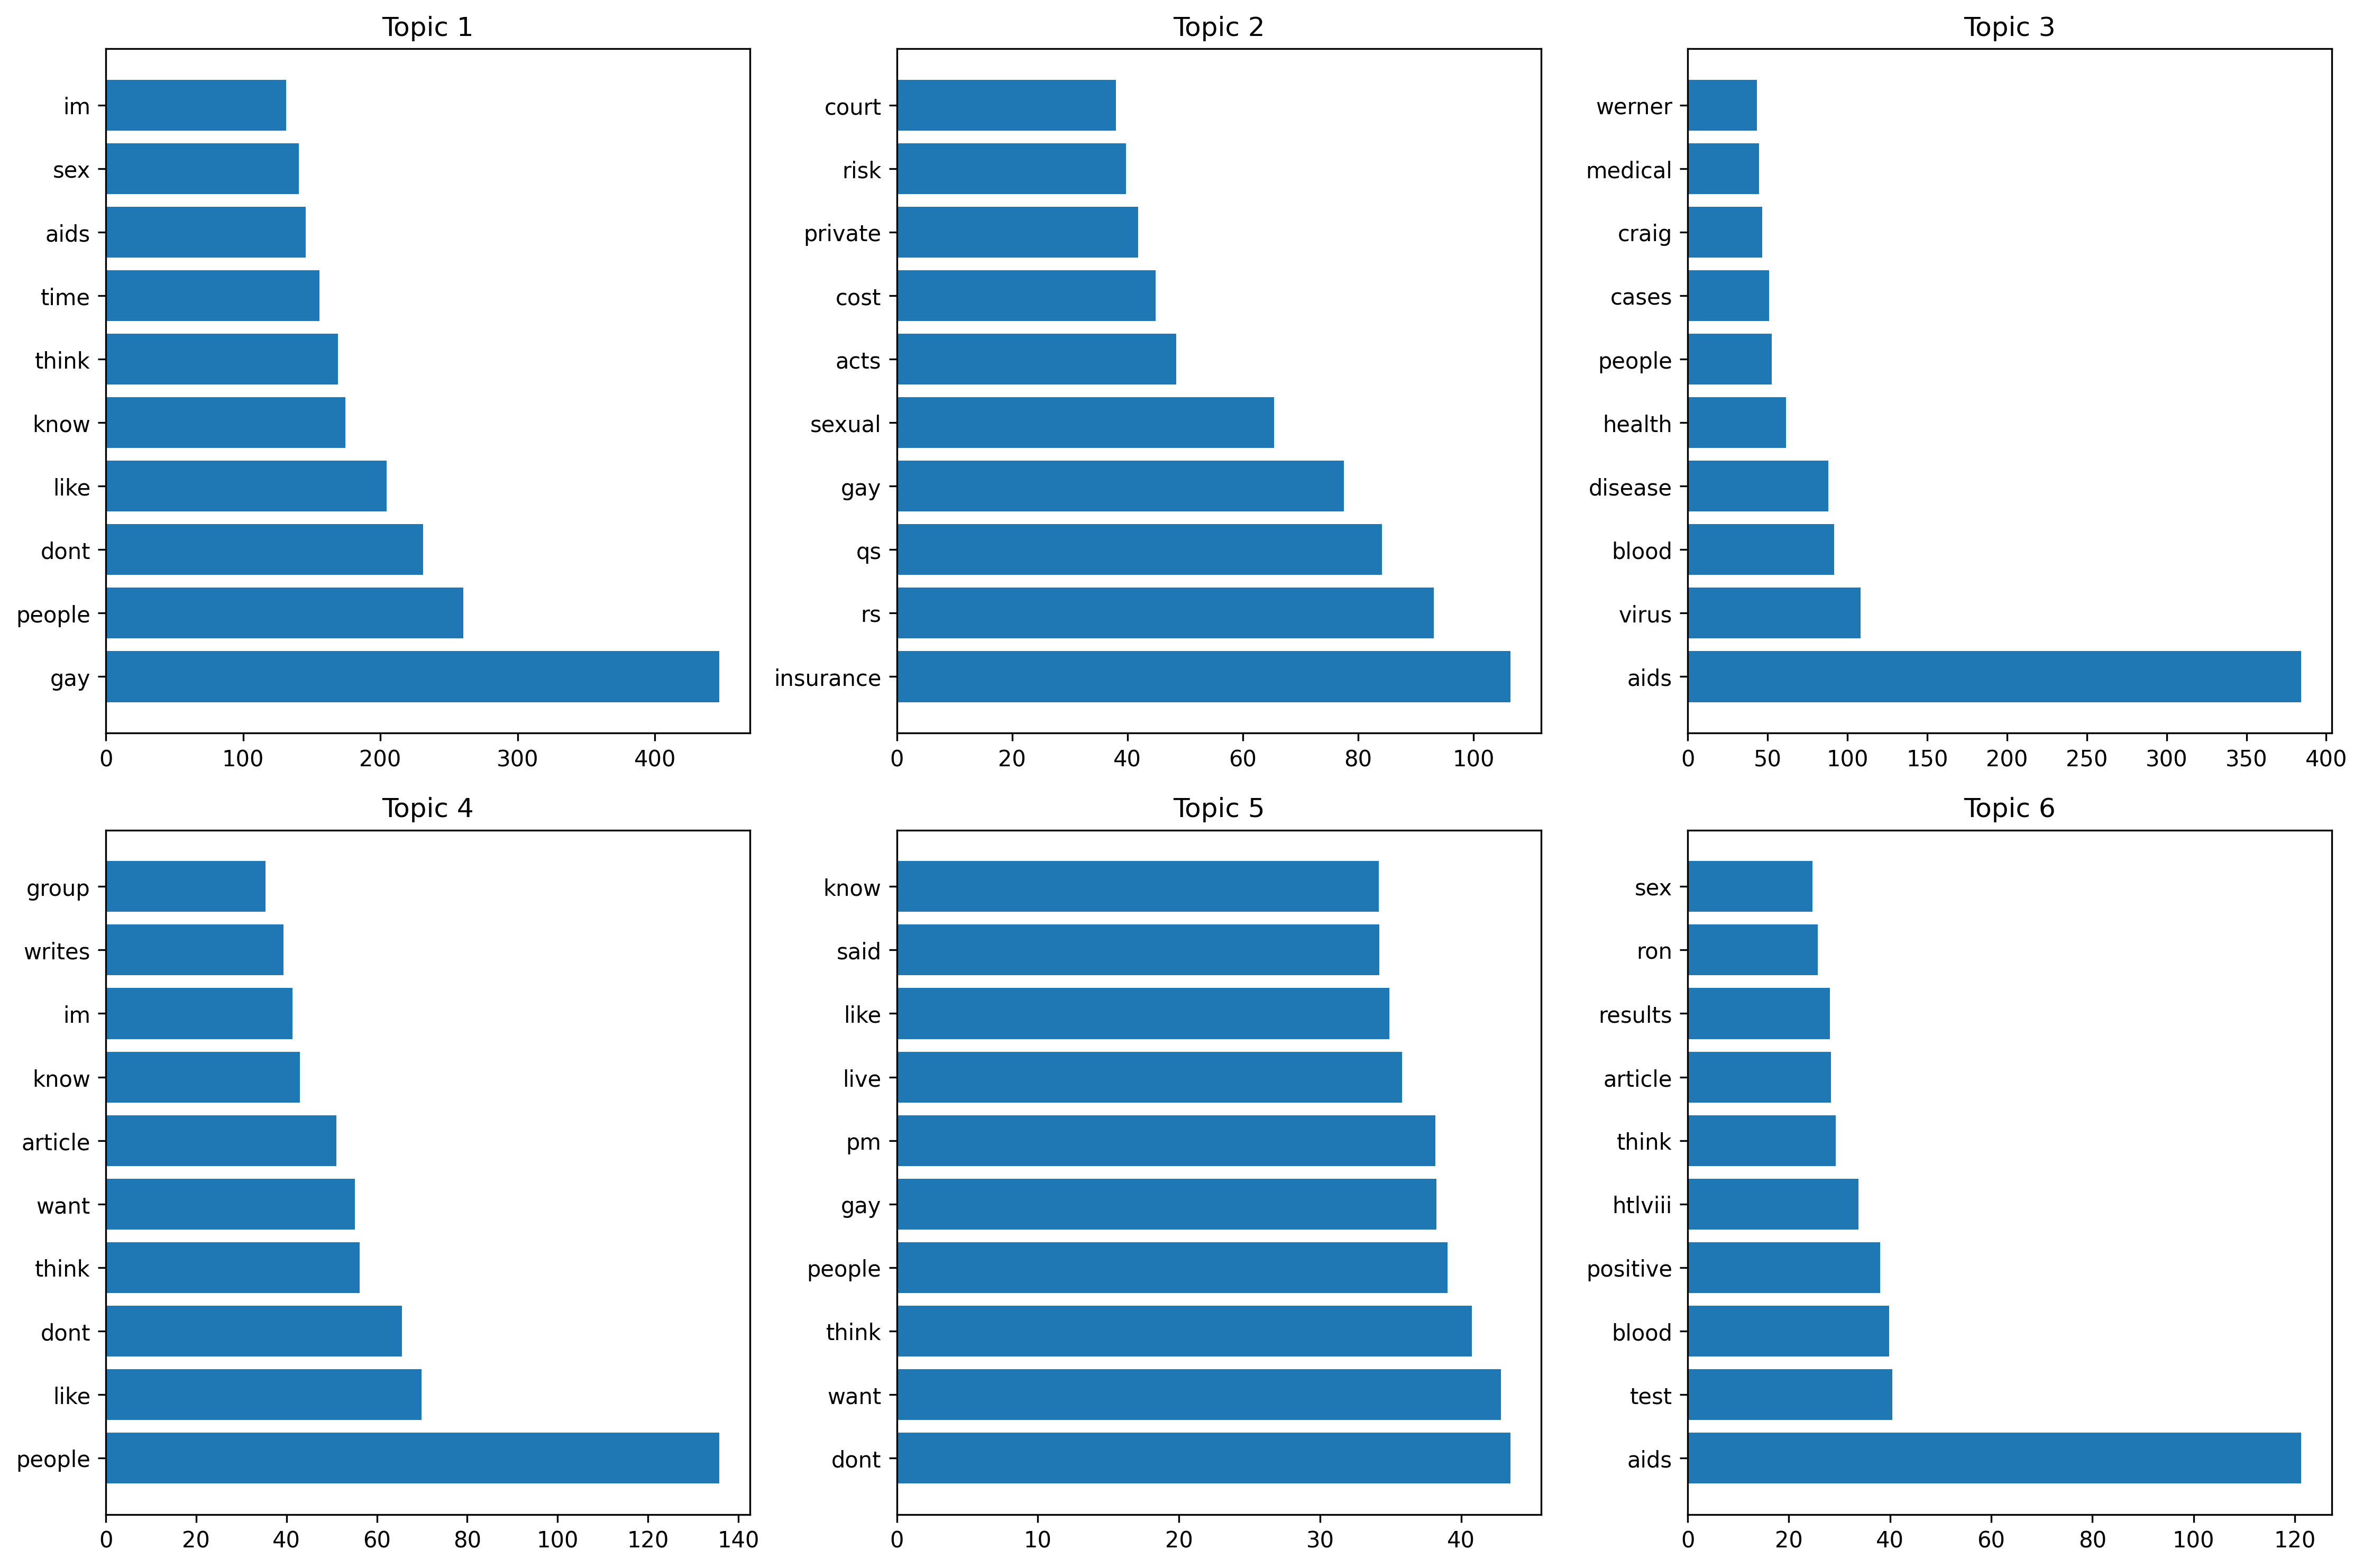 Topic 1
im
sex
aids
time
think
know
like
dont
people
gay
0 100 200 300 400
Topic 2
court
risk
private
cost
acts
sexual
gay
qs
rs
insurance
0 20 40 60 80 100
Topic 3
werner
medical
craig
cases
people
health
disease
blood
virus
aids
0 50 100 150 200 250 300 350 400
Topic 4
group
writes
im
know
article
want
think
dont
like
people
0 20 40 60 80 100 120 140
Topic 5
know
said
like
live
pm
gay
people
think
want
dont
0 10 20 30 40
Topic 6
sex
ron
results
article
think
htlviii
positive
blood
test
aids
0 20 40 60 80 100 120